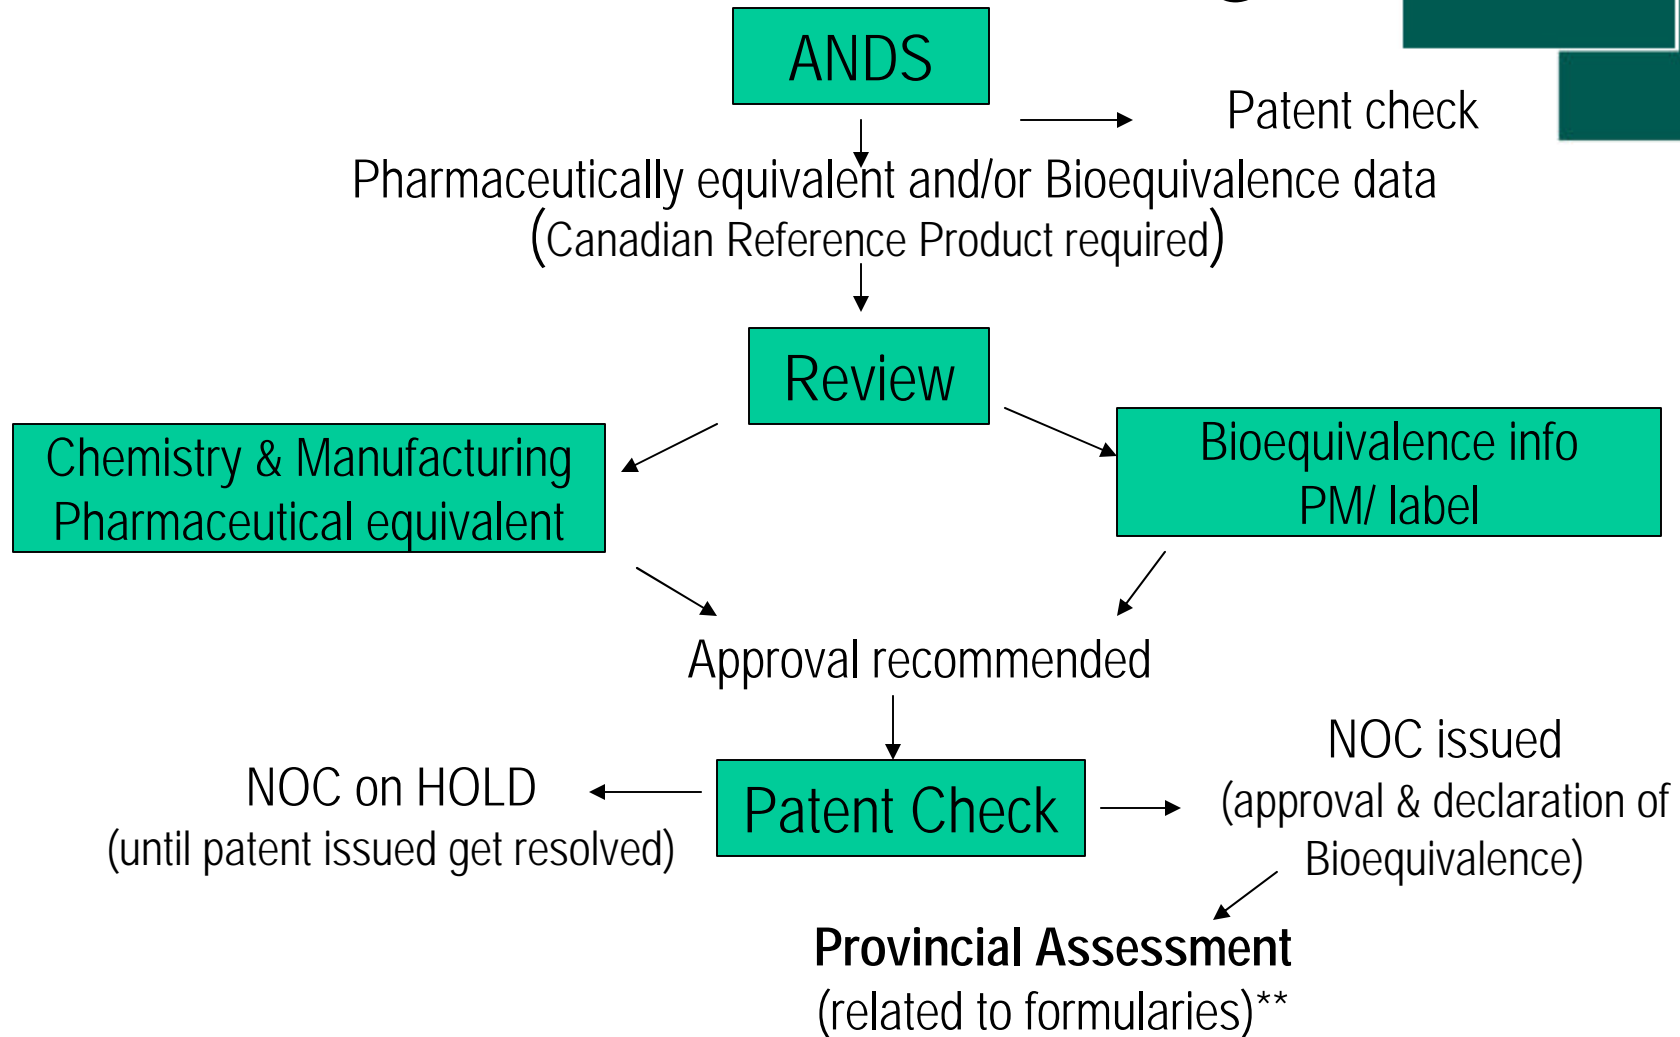 ANDS
Patent check
Pharmaceutically equivalent and/or Bioequivalence data
(Canadian Reference Product required)
Review
Chemistry & Manufacturing
Pharmaceutical equivalent
Bioequivalence info
PM/ label
Approval recommended
NOC on HOLD
(until patent issued get resolved)
Patent Check
NOC issued
(approval & declaration of
Bioequivalence)
Provincial Assessment
(related to formularies)**